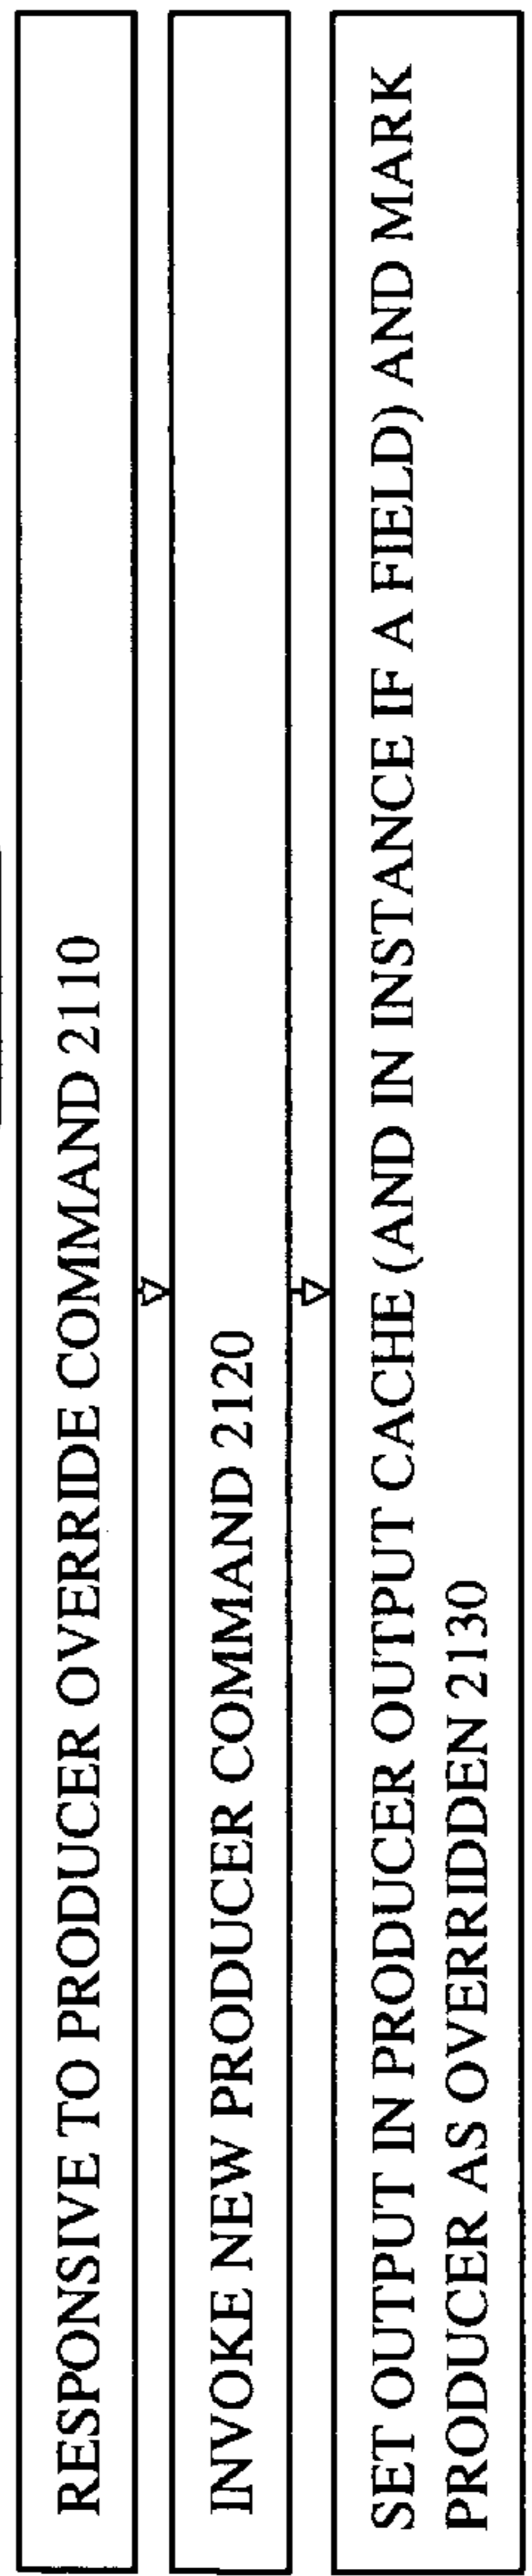 RESPONSIVE TO PRODUCER OVERRIDE COMMAND 2110
INVOKE NEW PRODUCER COMMAND 2120
SET OUTPUT IN PRODUCER OUTPUT CACHE (AND IN INSTANCE IF A FIELD) AND MARK
PRODUCER AS OVERRIDDEN 2130